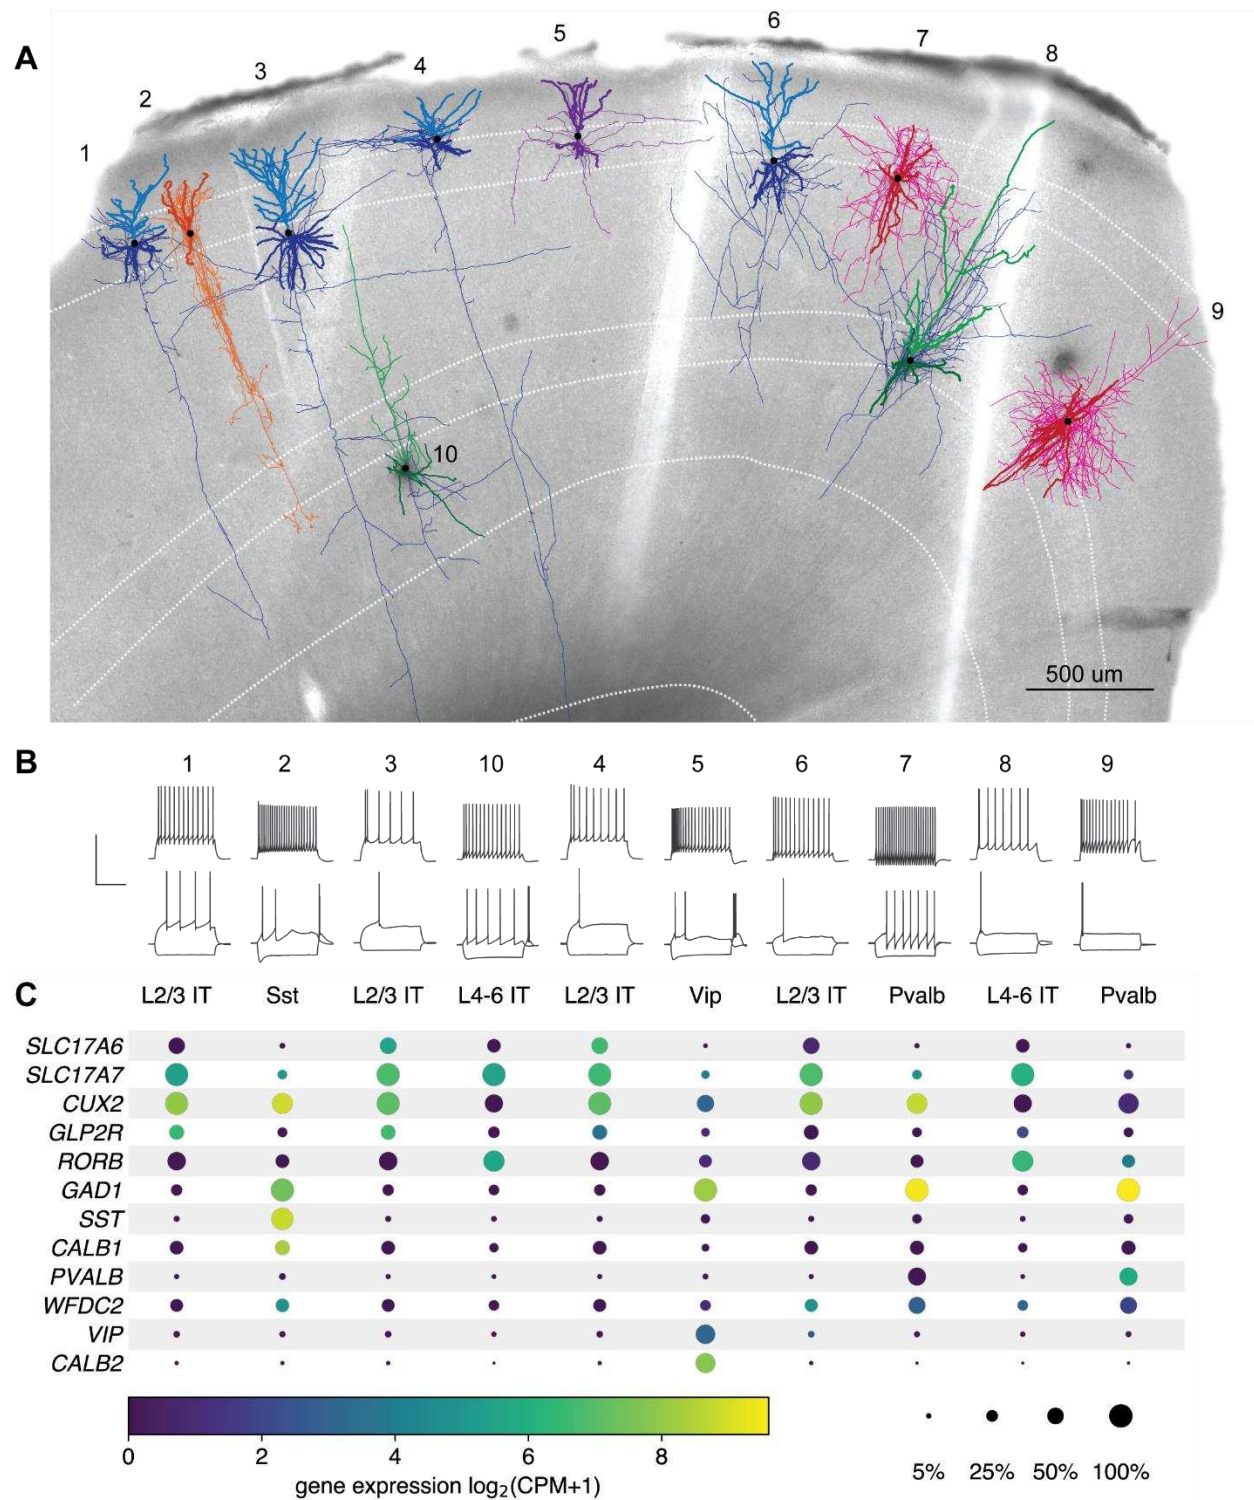 A
1
2
3
4
5
6
7
8
9
10
500 um
B
1 2 3 10 4 5 6 7 8 9
C
L2/3 IT Sst L2/3 IT L4-6 IT L2/3 IT Vip L2/3 IT Pvalb L4-6 IT Pvalb
SLC17A6
SLC17A7
CUX2
GLP2R
RORB
GAD1
SST
CALB1
PVALB
WFDC2
VIP
CALB2
0 2 4 6 8
gene expression log₂(CPM+1)
5% 25% 50% 100%